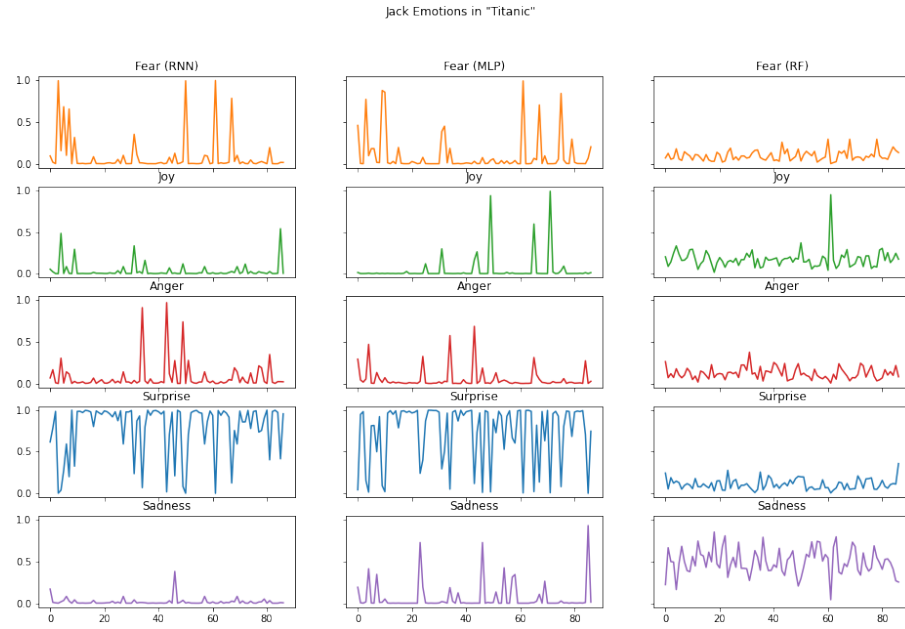 Jack Emotions in "Titanic"
Fear (RNN) Fear (MLP) Fear (RF)
1.0
0.5
0.0
Joy Joy Joy
1.0
0.5
0.0
Anger Anger Anger
1.0
0.5
0.0
Surprise Surprise Surprise
1.0
0.5
0.0
Sadness Sadness Sadness
1.0
0.5
0.0
0 20 40 60 80 0 20 40 60 80 0 20 40 60 80